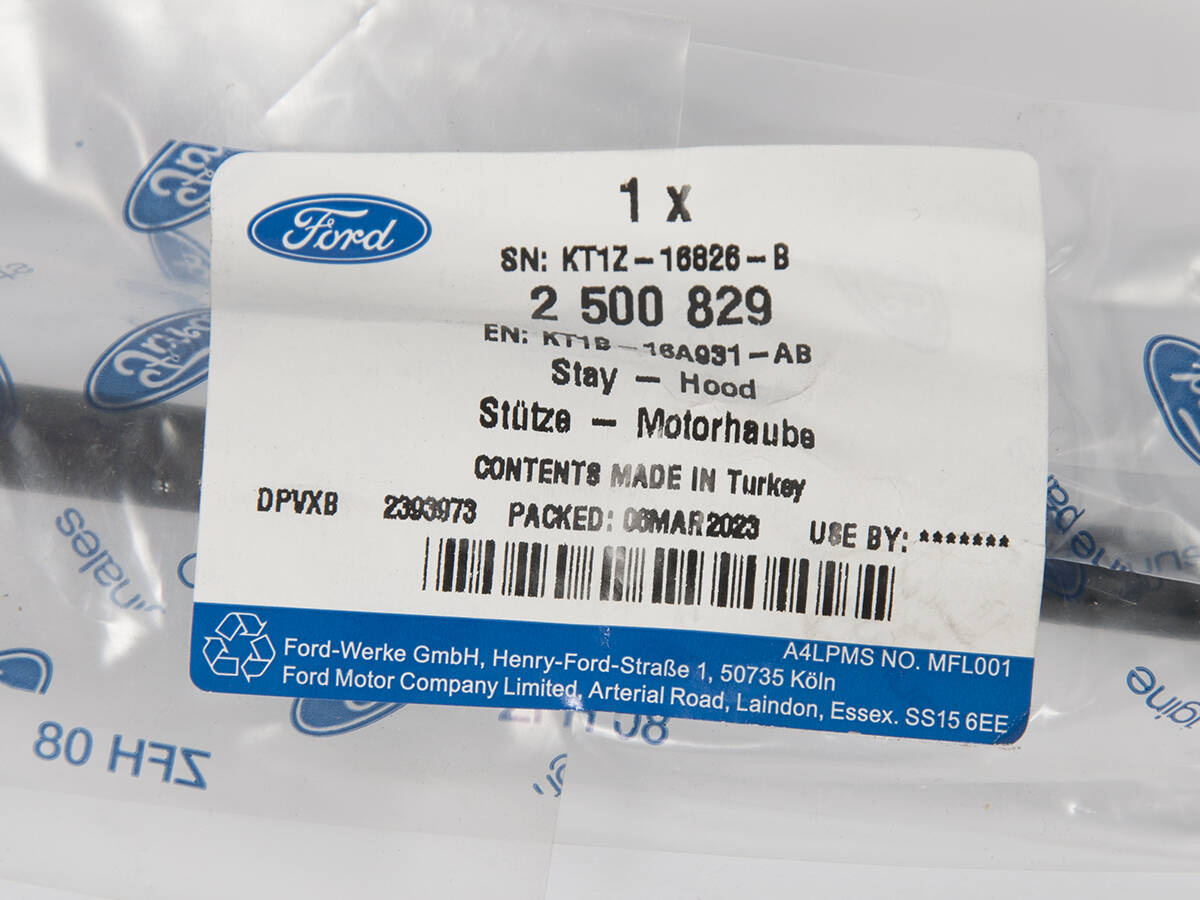 Ford
1 x
SN: KT1Z-16826-B
2 500 829
EN: KT1B-16A931-AB
Stay - Hood
Stütze - Motorhaube
CONTENTS MADE IN Turkey
DPVXB 2393973 PACKED: 06MAR2023 USE BY: *******
A4LPMS NO. MFL001
Ford-Werke GmbH, Henry-Ford-Straße 1, 50735 Köln
Ford Motor Company Limited, Arterial Road, Laindon, Essex. SS15 6EE
ZFH 08